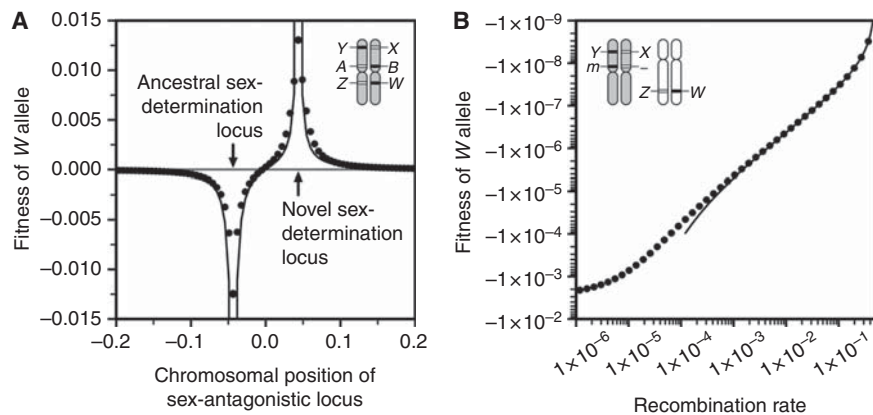 A
0.015
0.010
0.005
0.000
−0.005
−0.010
−0.015
Fitness of W allele
Ancestral sex-
determination
locus
Novel sex-
determination
locus
Y X
A B
Z W
−0.2 −0.1 0.0 0.1 0.2
Chromosomal position of
sex-antagonistic locus
B
−1×10−9
−1×10−8
−1×10−7
−1×10−6
−1×10−5
−1×10−4
−1×10−3
−1×10−2
Fitness of W allele
Y X
m –
Z W
1×10−6 1×10−5 1×10−4 1×10−3 1×10−2 1×10−1
Recombination rate